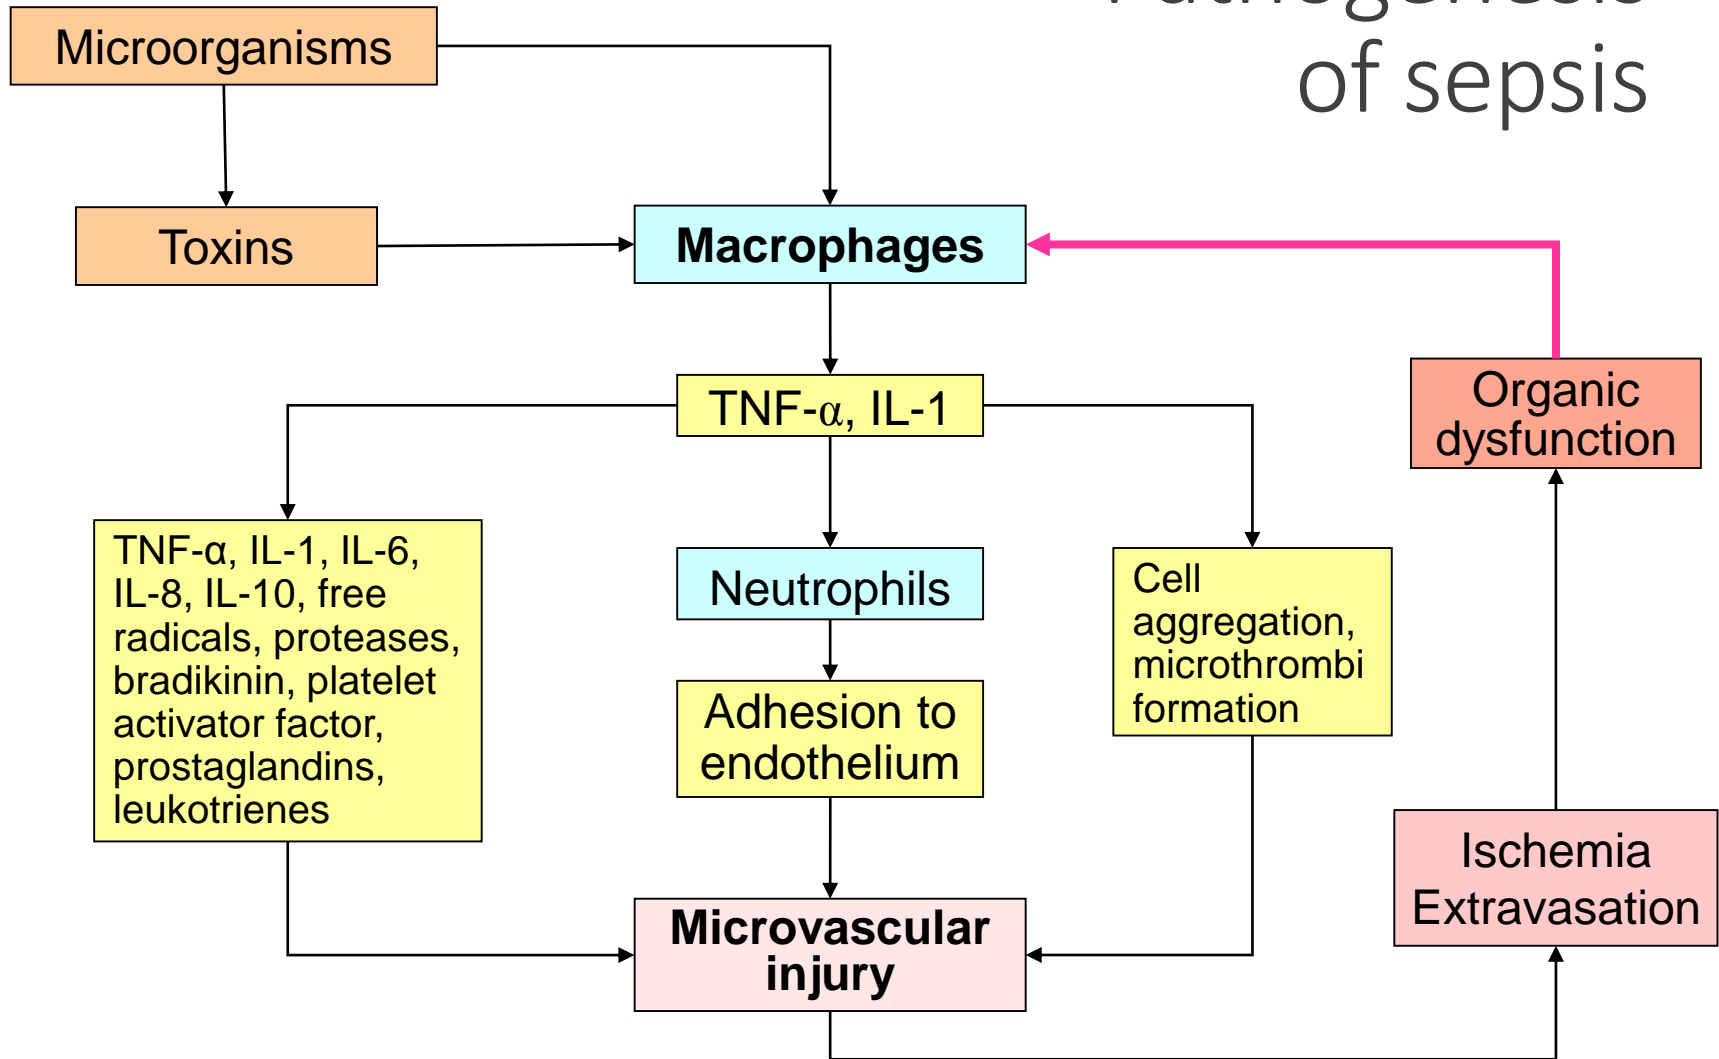 Pathogenesis
of sepsis
Microorganisms
Toxins
Macrophages
TNF-α, IL-1
Organic
dysfunction
TNF-α, IL-1, IL-6,
IL-8, IL-10, free
radicals, proteases,
bradikinin, platelet
activator factor,
prostaglandins,
leukotrienes
Neutrophils
Cell
aggregation,
microthrombi
formation
Adhesion to
endothelium
Ischemia
Extravasation
Microvascular
injury